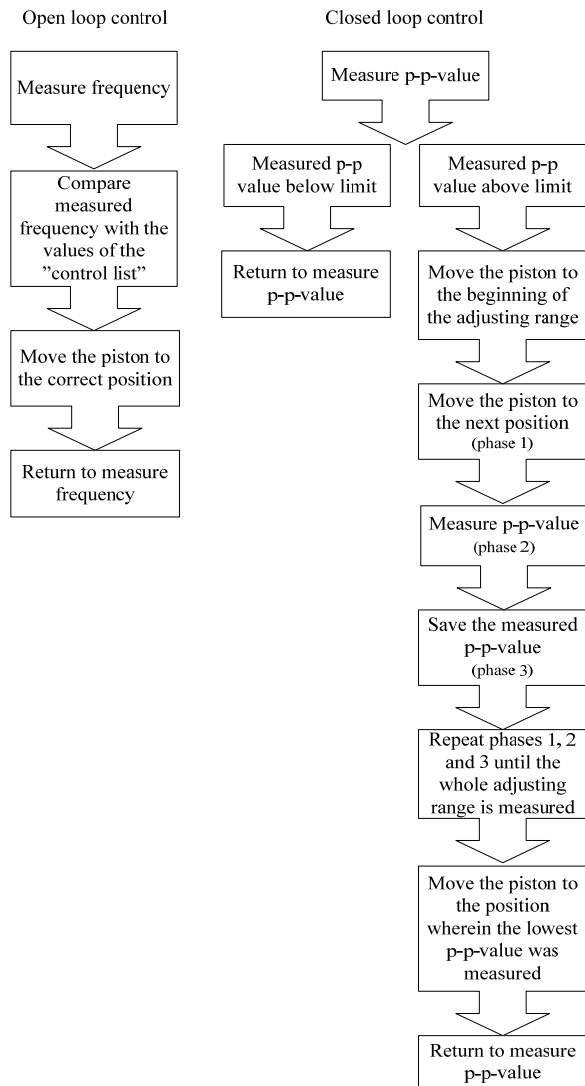 Open loop control
Measure frequency
Compare
measured
frequency with the
values of the
”control list”
Move the piston to
the correct position
Return to measure
frequency
Closed loop control
Measure p-p-value
Measured p-p
value below limit
Return to measure
p-p-value
Measured p-p
value above limit
Move the piston to
the beginning of
the adjusting range
Move the piston to
the next position
(phase 1)
Measure p-p-value
(phase 2)
Save the measured
p-p-value
(phase 3)
Repeat phases 1, 2
and 3 until the
whole adjusting
range is measured
Move the piston to
the position
wherein the lowest
p-p-value was
measured
Return to measure
p-p-value